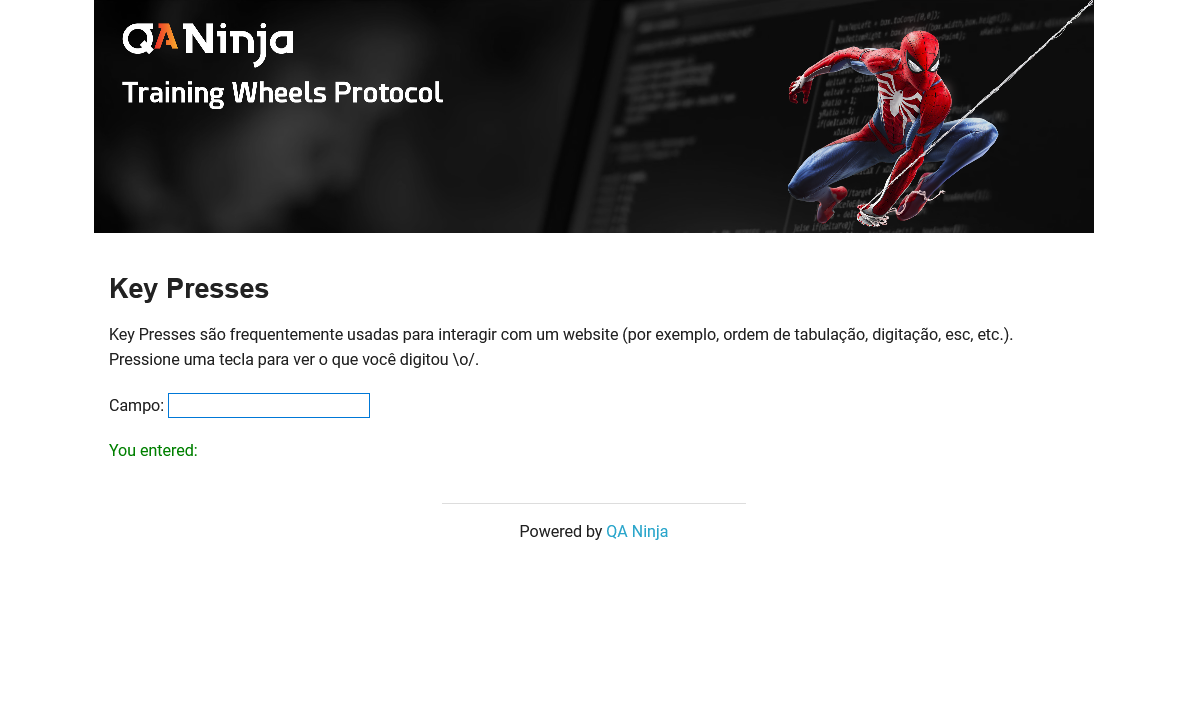 QANinja
Training Wheels Protocol
Key Presses
Key Presses são frequentemente usadas para interagir com um website (por exemplo, ordem de tabulação, digitação, esc, etc.).
Pressione uma tecla para ver o que você digitou \o/.
Campo:
You entered:
Powered by QA Ninja